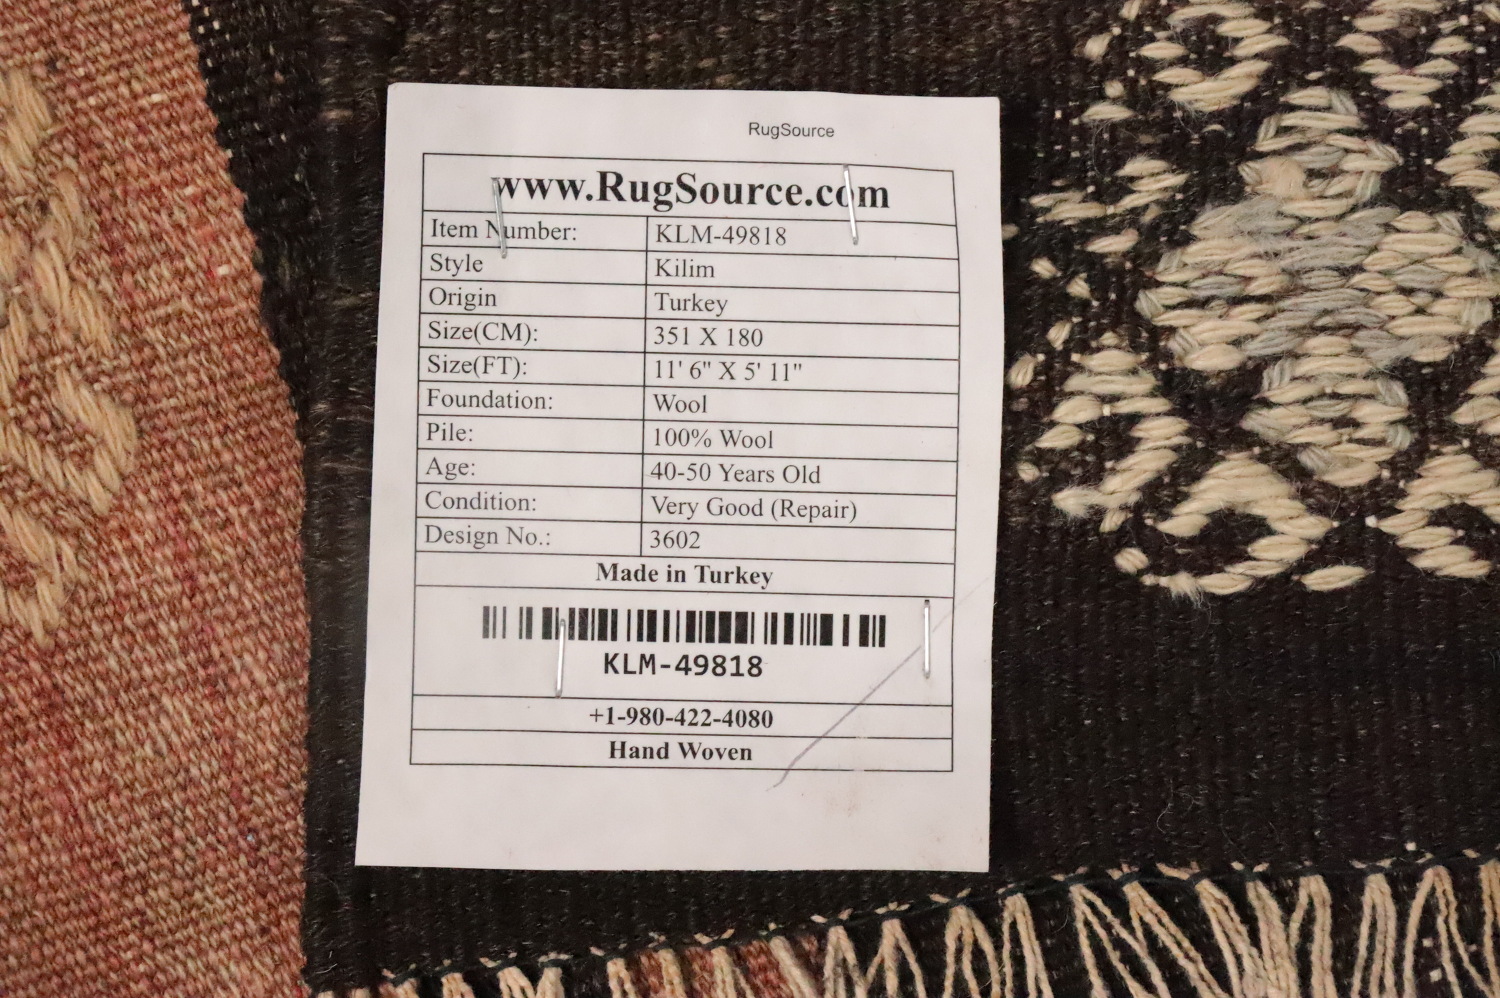 RugSource
www.RugSource.com
Item Number: KLM-49818
Style Kilim
Origin Turkey
Size(CM): 351 X 180
Size(FT): 11' 6" X 5' 11"
Foundation: Wool
Pile: 100% Wool
Age: 40-50 Years Old
Condition: Very Good (Repair)
Design No.: 3602
Made in Turkey
KLM-49818
+1-980-422-4080
Hand Woven